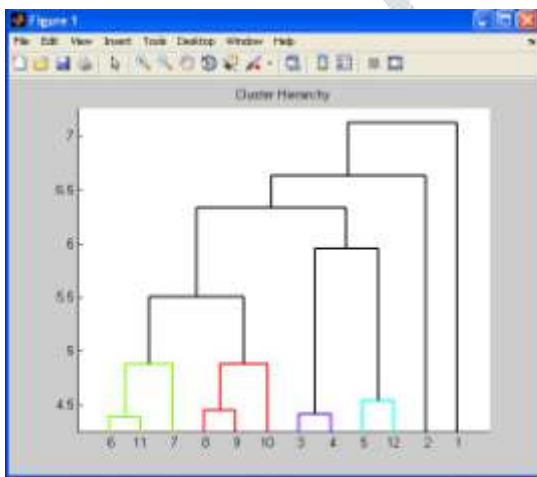 Figure 1
File Edit View Insert Tools Desktop Window Help
Cluster Hierarchy
7
6.5
6
5.5
5
4.5
6 11 7 8 9 10 3 4 5 12 2 1